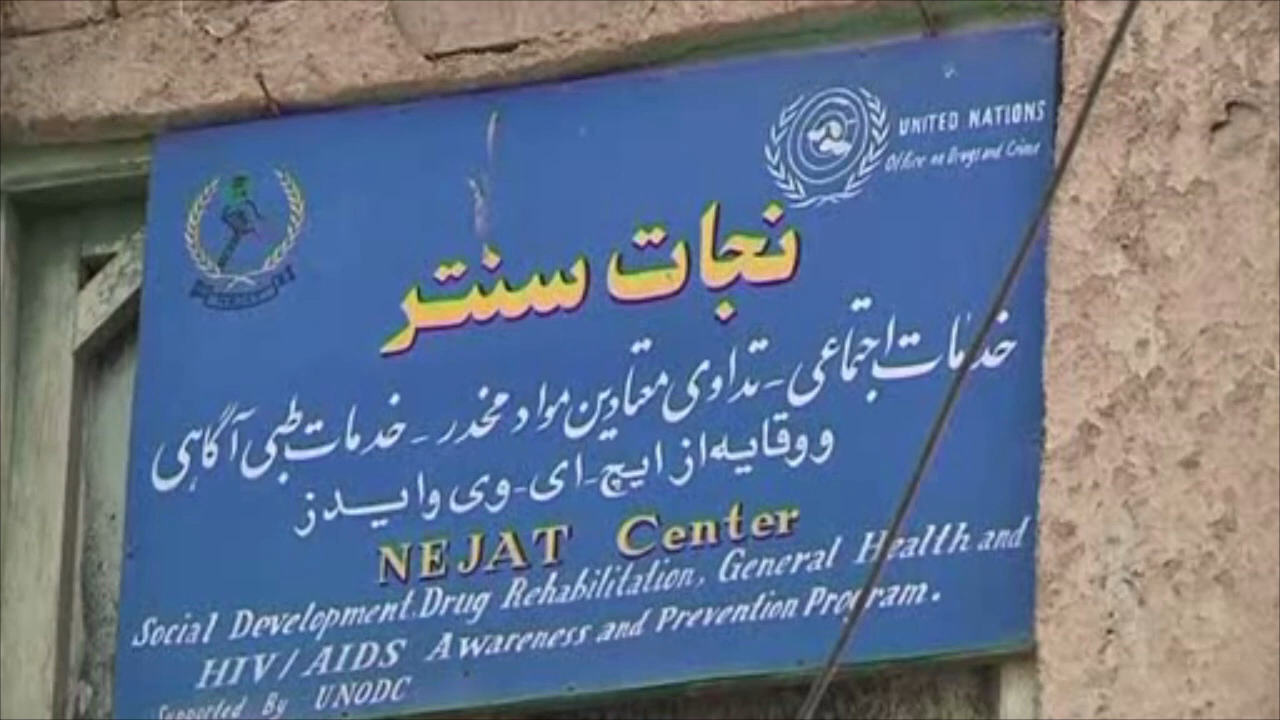 UNITED NATIONS
Office on Drugs and Crime
نجات سنتر
خدمات اجتماعی - تداوی معتادین مواد مخدر - خدمات طبی آگاهی
و وقایه از ایچ - ای - وی و ایدز
NEJAT Center
Social Development, Drug Rehabilitation, General Health and
HIV/AIDS Awareness and Prevention Program.
Supported By UNODC